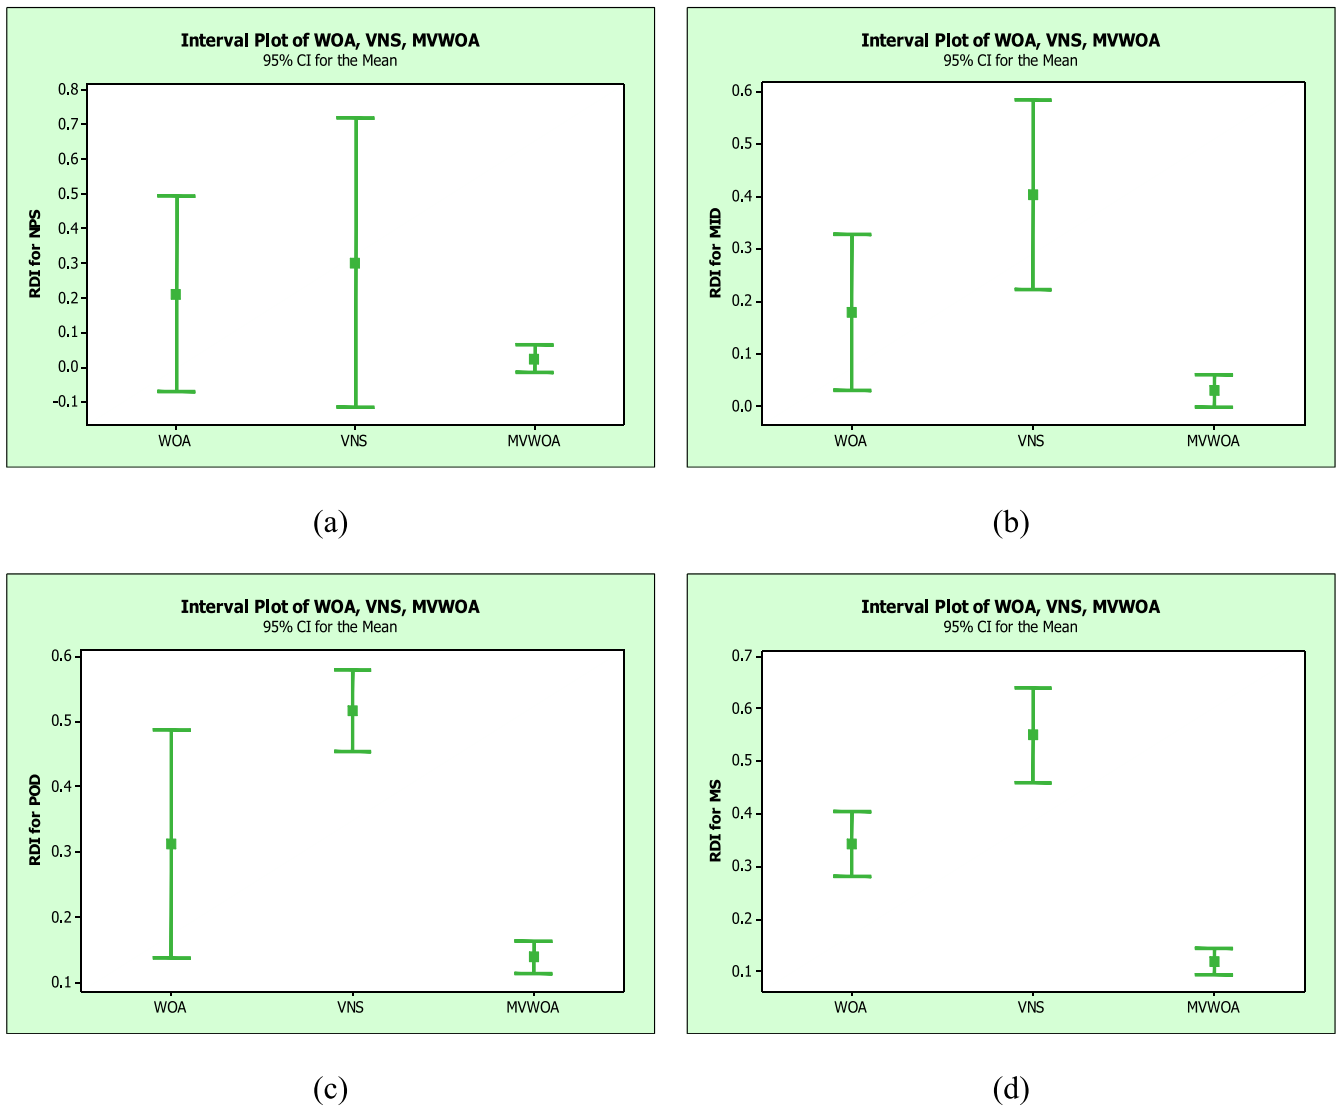 Interval Plot of WOA, VNS, MVWOA
95% CI for the Mean
RDI for NPS
0.8
0.7
0.6
0.5
0.4
0.3
0.2
0.1
0.0
-0.1
WOA VNS MVWOA
(a)
Interval Plot of WOA, VNS, MVWOA
95% CI for the Mean
RDI for MID
0.6
0.5
0.4
0.3
0.2
0.1
0.0
WOA VNS MVWOA
(b)
Interval Plot of WOA, VNS, MVWOA
95% CI for the Mean
RDI for POD
0.6
0.5
0.4
0.3
0.2
0.1
WOA VNS MVWOA
(c)
Interval Plot of WOA, VNS, MVWOA
95% CI for the Mean
RDI for MS
0.7
0.6
0.5
0.4
0.3
0.2
0.1
WOA VNS MVWOA
(d)